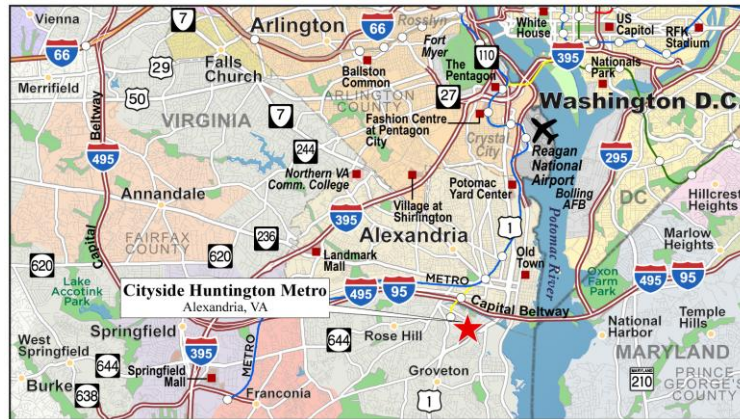 Vienna
7
Arlington
Rosslyn
66
White
House
US
Capitol
RFK
Stadium
66
Fort
Myer
110
395
29
Falls
Church
Ballston
Common
The
Pentagon
Nationals
Park
Merrifield
50
ARLINGTON
COUNTY
27
Washington D.C.
VIRGINIA
7
Fashion Centre
at Pentagon
City
Crystal
City
Beltway
495
244
Reagan
National
Airport
295
Northern VA
Comm. College
Bolling
AFB
DC
Annandale
Village at
Shirlington
Potomac
Yard Center
Hillcrest
Heights
395
1
Potomac River
Capital
FAIRFAX
COUNTY
236
Alexandria
Marlow
Heights
620
620
Landmark
Mall
Old
Town
Lake
Accotink
Park
METRO
Oxon
Farm
Park
495
95
Cityside Huntington Metro
Alexandria, VA
495
95
Capital Beltway
Springfield
West
Springfield
395
METRO
644
Rose Hill
National
Harbor
Temple
Hills
644
Springfield
Mall
Groveton
MARYLAND
Burke
638
Franconia
1
MARYLAND
210
PRINCE
GEORGE'S
COUNTY